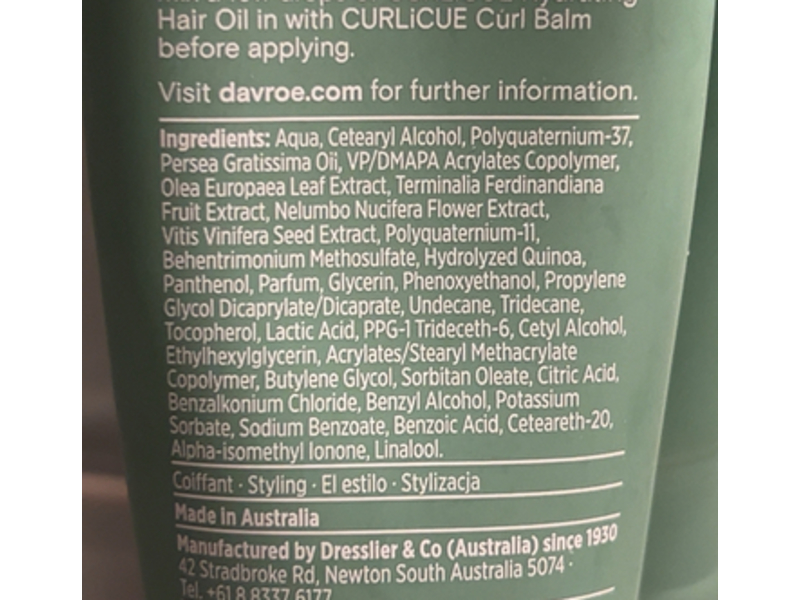 Hair Oil in with CURLiCUE Curl Balm
before applying.
Visit davroe.com for further information.
Ingredients: Aqua, Cetearyl Alcohol, Polyquaternium-37,
Persea Gratissima Oil, VP/DMAPA Acrylates Copolymer,
Olea Europaea Leaf Extract, Terminalia Ferdinandiana
Fruit Extract, Nelumbo Nucifera Flower Extract,
Vitis Vinifera Seed Extract, Polyquaternium-11,
Behentrimonium Methosulfate, Hydrolyzed Quinoa,
Panthenol, Parfum, Glycerin, Phenoxyethanol, Propylene
Glycol Dicaprylate/Dicaprate, Undecane, Tridecane,
Tocopherol, Lactic Acid, PPG-1 Trideceth-6, Cetyl Alcohol,
Ethylhexylglycerin, Acrylates/Stearyl Methacrylate
Copolymer, Butylene Glycol, Sorbitan Oleate, Citric Acid,
Benzalkonium Chloride, Benzyl Alcohol, Potassium
Sorbate, Sodium Benzoate, Benzoic Acid, Ceteareth-20,
Alpha-isomethyl Ionone, Linalool.
Coiffant · Styling · El estilo · Stylizacja
Made in Australia
Manufactured by Dresslier & Co (Australia) since 1930
42 Stradbroke Rd, Newton South Australia 5074 ·
Tel. +61 8 8337 6177